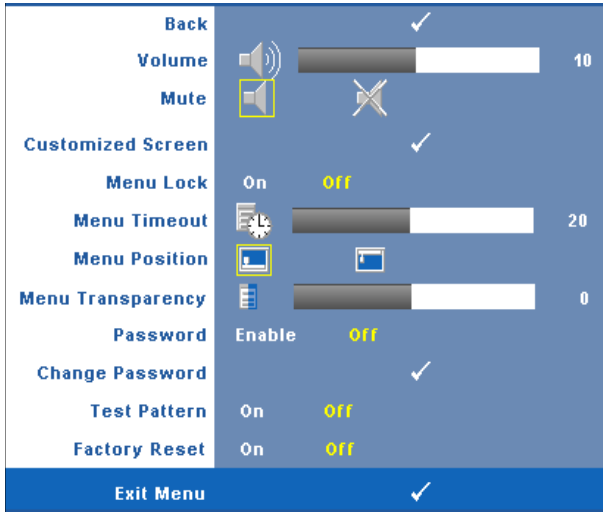 Back
Volume 10
Mute
Customized Screen
Menu Lock On Off
Menu Timeout 20
Menu Position
Menu Transparency 0
Password Enable Off
Change Password
Test Pattern On Off
Factory Reset On Off
Exit Menu